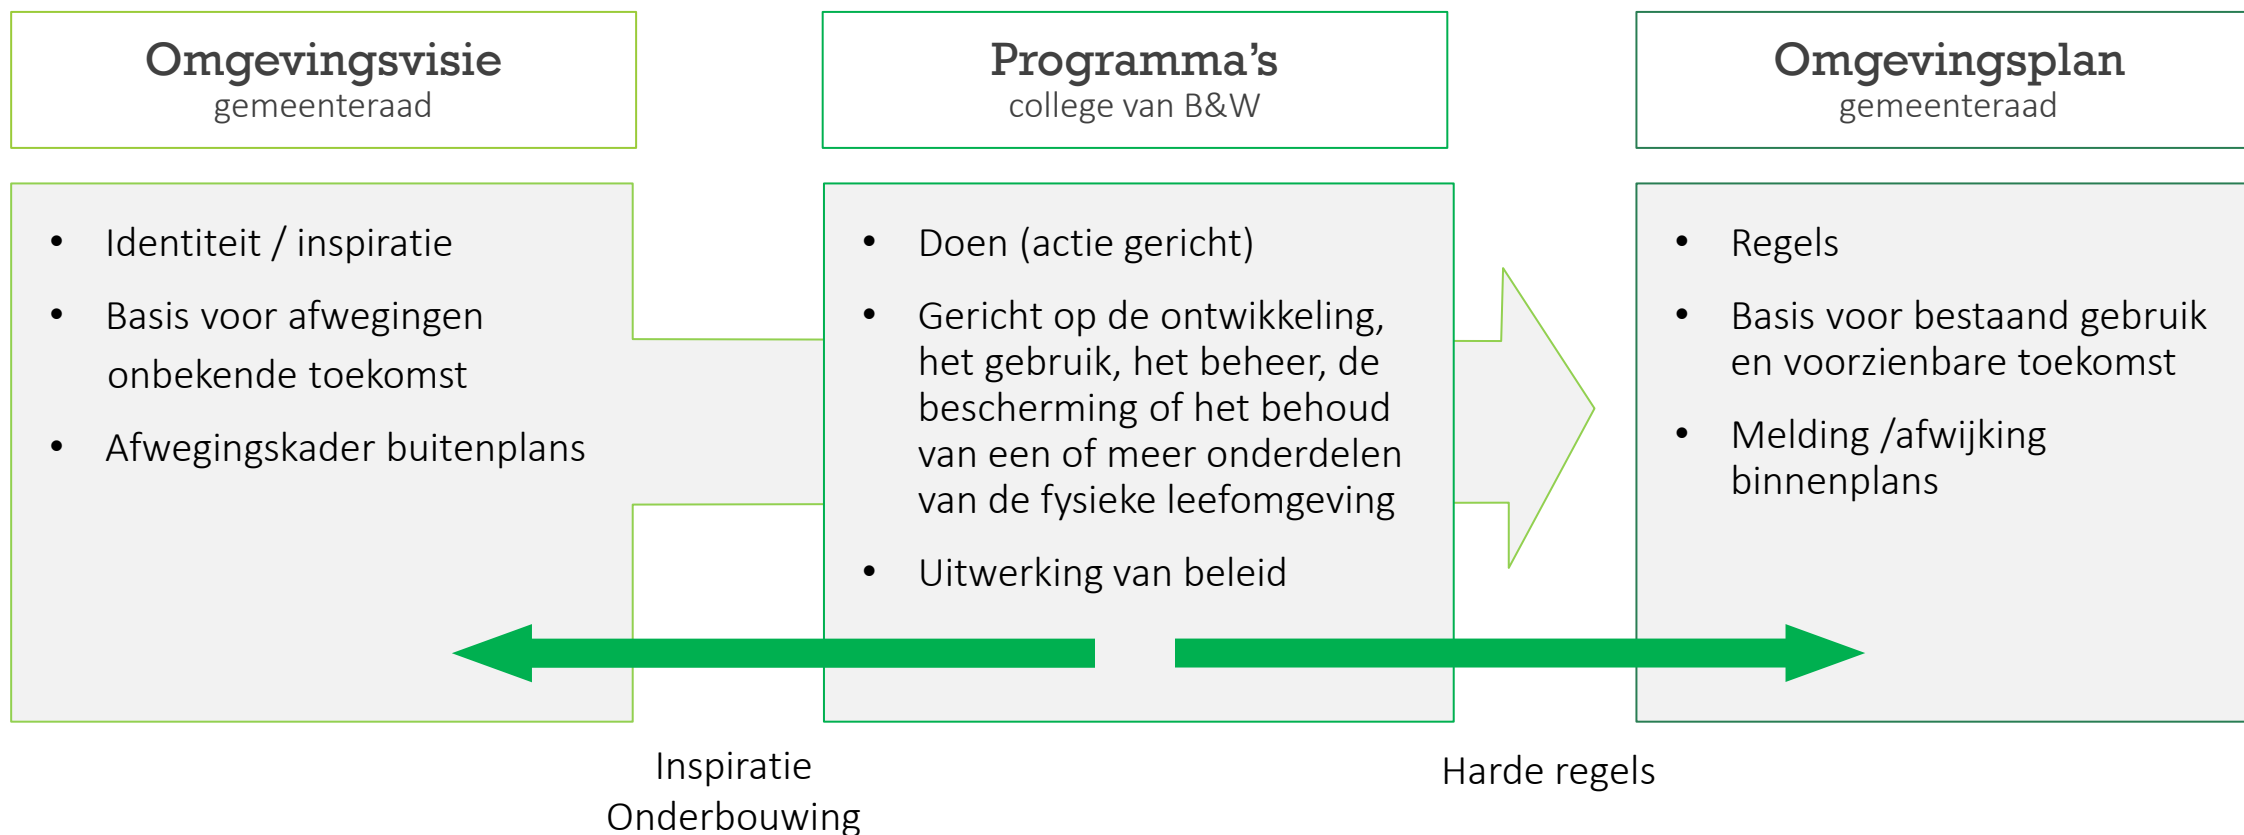 Omgevingsvisie
gemeenteraad
Programma’s
college van B&W
Omgevingsplan
gemeenteraad
• Identiteit / inspiratie
• Basis voor afwegingen
onbekende toekomst
• Afwegingskader buitenplans
• Doen (actie gericht)
• Gericht op de ontwikkeling,
het gebruik, het beheer, de
bescherming of het behoud
van een of meer onderdelen
van de fysieke leefomgeving
• Uitwerking van beleid
• Regels
• Basis voor bestaand gebruik
en voorzienbare toekomst
• Melding /afwijking
binnenplans
Inspiratie
Onderbouwing
Harde regels